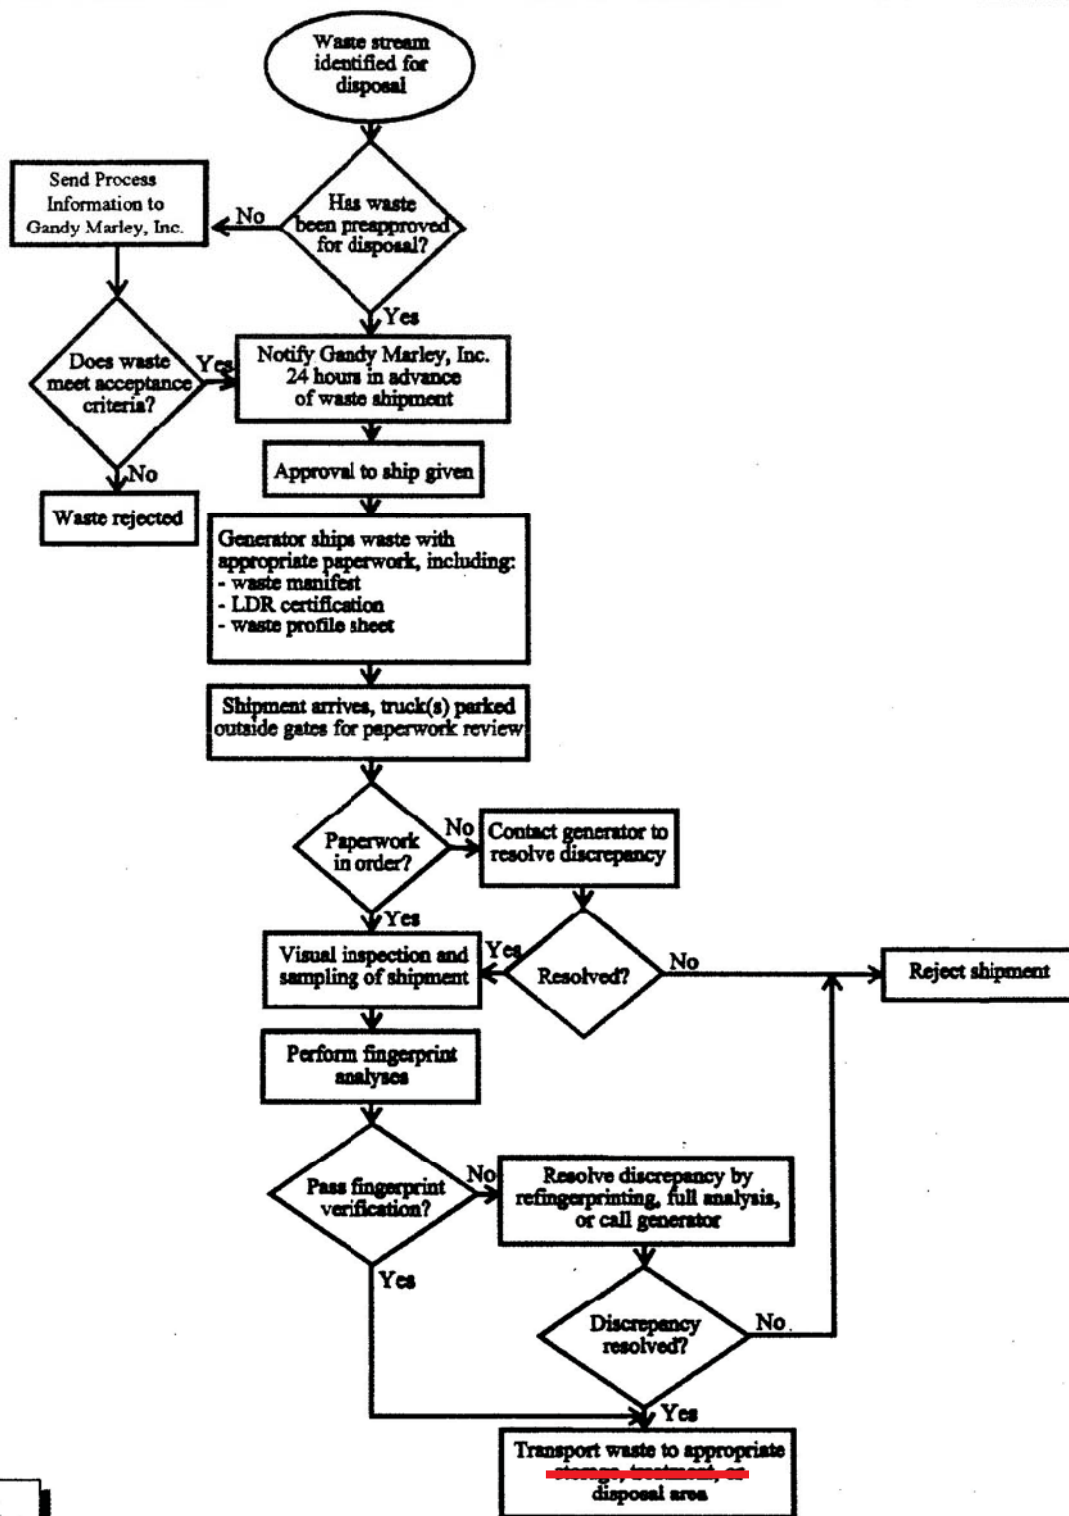 Waste stream
identified for
disposal
Has waste
been preapproved
for disposal?
No
Send Process
Information to
Gandy Marley, Inc.
Yes
Does waste
meet acceptance
criteria?
Yes
Notify Gandy Marley, Inc.
24 hours in advance
of waste shipment
No
Waste rejected
Approval to ship given
Generator ships waste with
appropriate paperwork, including:
- waste manifest
- LDR certification
- waste profile sheet
Shipment arrives, truck(s) parked
outside gates for paperwork review
Paperwork
in order?
No
Contact generator to
resolve discrepancy
Yes
Visual inspection and
sampling of shipment
Yes
Resolved?
No
Reject shipment
Perform fingerprint
analyses
Pass fingerprint
verification?
No
Resolve discrepancy by
refingerprinting, full analysis,
or call generator
Yes
Discrepancy
resolved?
No
Yes
Transport waste to appropriate
storage, treatment, or
disposal area